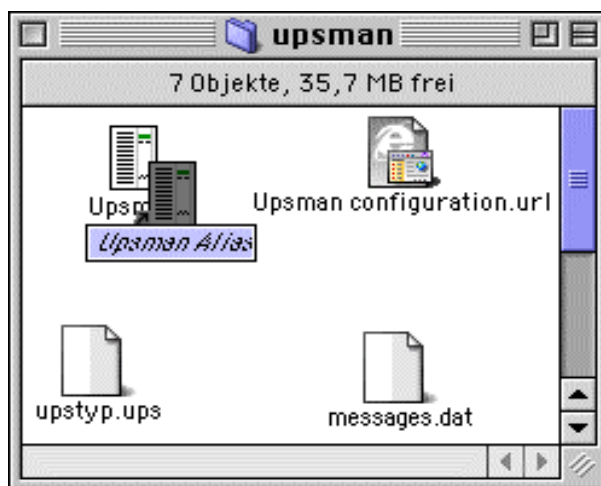 upsman
7 Objekte, 35,7 MB frei
Upsman configuration.url
Upsman Alias
upstyp.ups
messages.dat